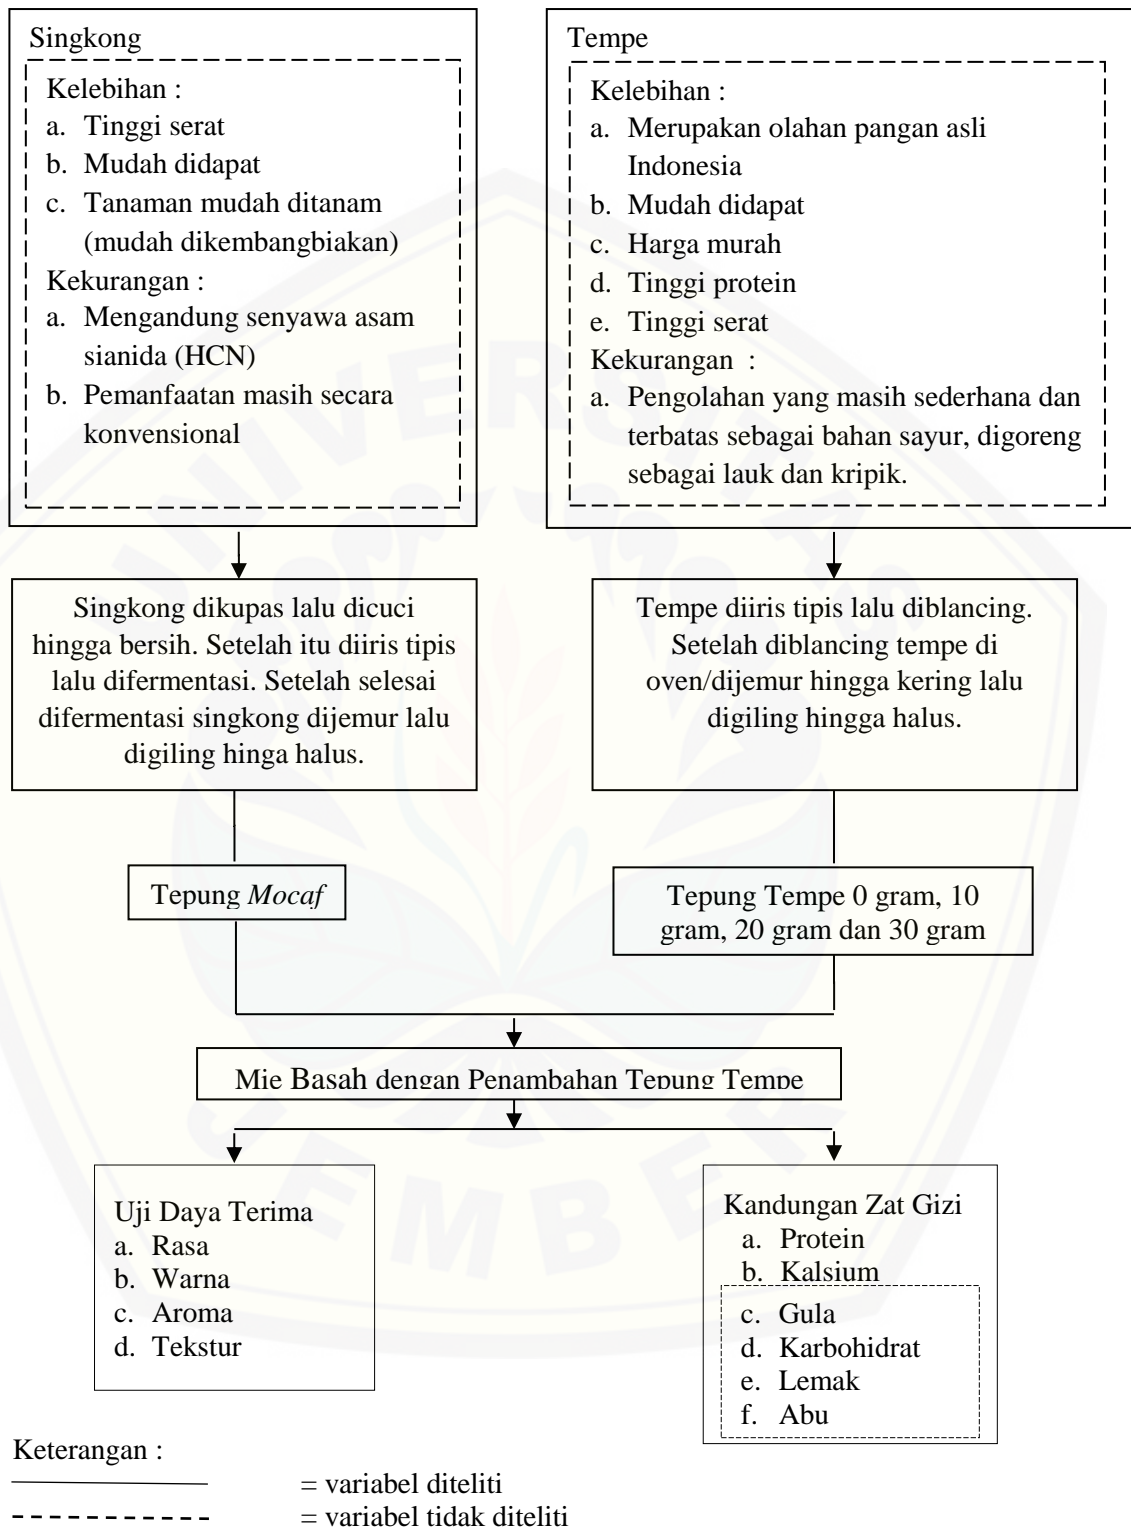 Singkong
Kelebihan :
a. Tinggi serat
b. Mudah didapat
c. Tanaman mudah ditanam
(mudah dikembangbiakan)
Kekurangan :
a. Mengandung senyawa asam
sianida (HCN)
b. Pemanfaatan masih secara
konvensional
Tempe
Kelebihan :
a. Merupakan olahan pangan asli
Indonesia
b. Mudah didapat
c. Harga murah
d. Tinggi protein
e. Tinggi serat
Kekurangan :
a. Pengolahan yang masih sederhana dan
terbatas sebagai bahan sayur, digoreng
sebagai lauk dan kripik.
Singkong dikupas lalu dicuci
hingga bersih. Setelah itu diiris tipis
lalu difermentasi. Setelah selesai
difermentasi singkong dijemur lalu
digiling hinga halus.
Tempe diiris tipis lalu diblancing.
Setelah diblancing tempe di
oven/dijemur hingga kering lalu
digiling hingga halus.
Tepung Mocaf
Tepung Tempe 0 gram, 10
gram, 20 gram dan 30 gram
Mie Basah dengan Penambahan Tepung Tempe
Uji Daya Terima
a. Rasa
b. Warna
c. Aroma
d. Tekstur
Kandungan Zat Gizi
a. Protein
b. Kalsium
c. Gula
d. Karbohidrat
e. Lemak
f. Abu
Keterangan :
= variabel diteliti
= variabel tidak diteliti
UNIVERSITAS
JEMBER